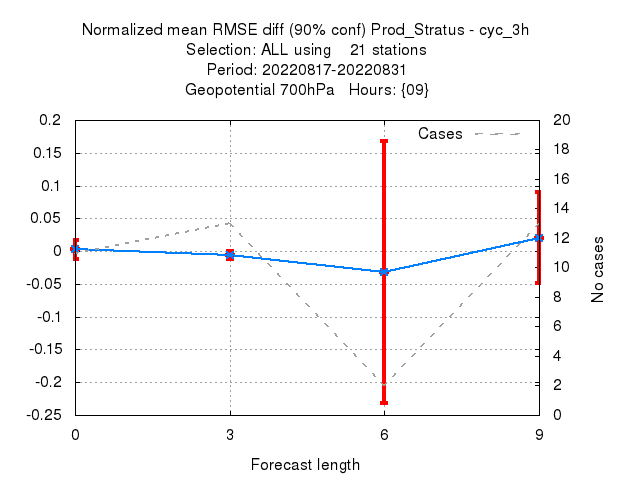 Normalized mean RMSE diff (90% conf) Prod_Stratus - cyc_3h
Selection: ALL using    21 stations
Period: 20220817-20220831
Geopotential 700hPa   Hours: {09}
Cases
0.2
0.15
0.1
0.05
0
-0.05
-0.1
-0.15
-0.2
-0.25
20
18
16
14
12
10
8
6
4
2
0
No cases
0 3 6 9
Forecast length